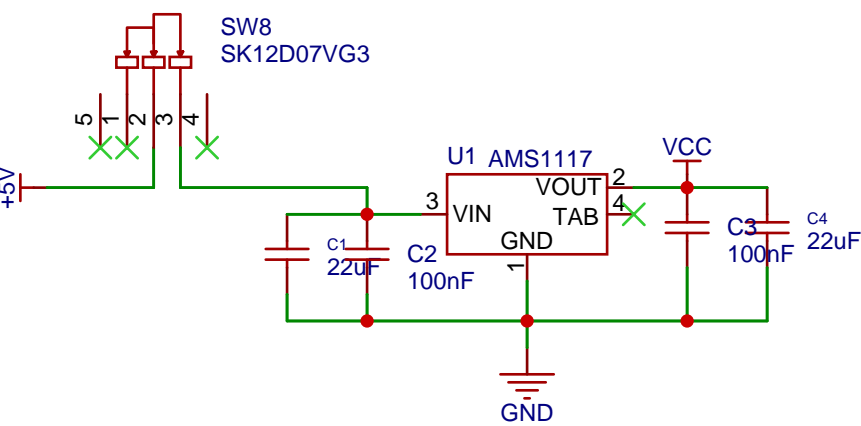 SW8
SK12D07VG3
5
1
2
3
4
+5V
U1 AMS1117
VCC
3
VIN
VOUT
2
TAB
4
GND
1
C1
22uF
C2
100nF
C3
100nF
C4
22uF
GND